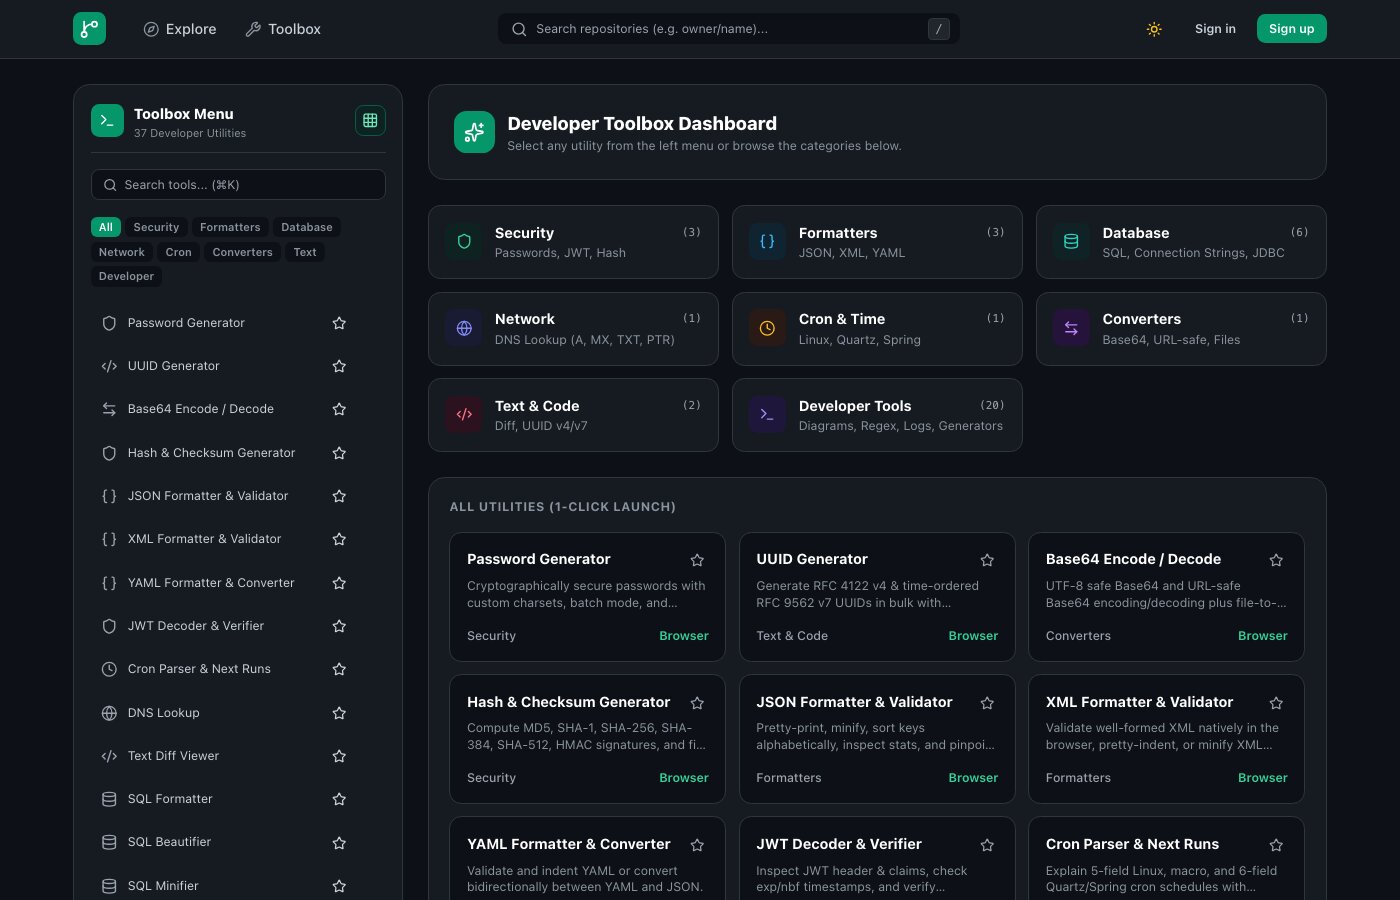 Explore
Toolbox
Search repositories (e.g. owner/name)...
/
Sign in
Sign up
Toolbox Menu
37 Developer Utilities
Search tools... (⌘K)
All
Security
Formatters
Database
Network
Cron
Converters
Text
Developer
Password Generator
UUID Generator
Base64 Encode / Decode
Hash & Checksum Generator
JSON Formatter & Validator
XML Formatter & Validator
YAML Formatter & Converter
JWT Decoder & Verifier
Cron Parser & Next Runs
DNS Lookup
Text Diff Viewer
SQL Formatter
SQL Beautifier
SQL Minifier
Developer Toolbox Dashboard
Select any utility from the left menu or browse the categories below.
Security
(3)
Passwords, JWT, Hash
Formatters
(3)
JSON, XML, YAML
Database
(6)
SQL, Connection Strings, JDBC
Network
(1)
DNS Lookup (A, MX, TXT, PTR)
Cron & Time
(1)
Linux, Quartz, Spring
Converters
(1)
Base64, URL-safe, Files
Text & Code
(2)
Diff, UUID v4/v7
Developer Tools
(20)
Diagrams, Regex, Logs, Generators
ALL UTILITIES (1-CLICK LAUNCH)
Password Generator
Cryptographically secure passwords with
custom charsets, batch mode, and...
Security
Browser
UUID Generator
Generate RFC 4122 v4 & time-ordered
RFC 9562 v7 UUIDs in bulk with...
Text & Code
Browser
Base64 Encode / Decode
UTF-8 safe Base64 and URL-safe
Base64 encoding/decoding plus file-to-...
Converters
Browser
Hash & Checksum Generator
Compute MD5, SHA-1, SHA-256, SHA-
384, SHA-512, HMAC signatures, and fi...
Security
Browser
JSON Formatter & Validator
Pretty-print, minify, sort keys
alphabetically, inspect stats, and pinpoi...
Formatters
Browser
XML Formatter & Validator
Validate well-formed XML natively in the
browser, pretty-indent, or minify XML...
Formatters
Browser
YAML Formatter & Converter
Validate and indent YAML or convert
bidirectionally between YAML and JSON.
JWT Decoder & Verifier
Inspect JWT header & claims, check
exp/nbf timestamps, and verify...
Cron Parser & Next Runs
Explain 5-field Linux, macro, and 6-field
Quartz/Spring cron schedules with...